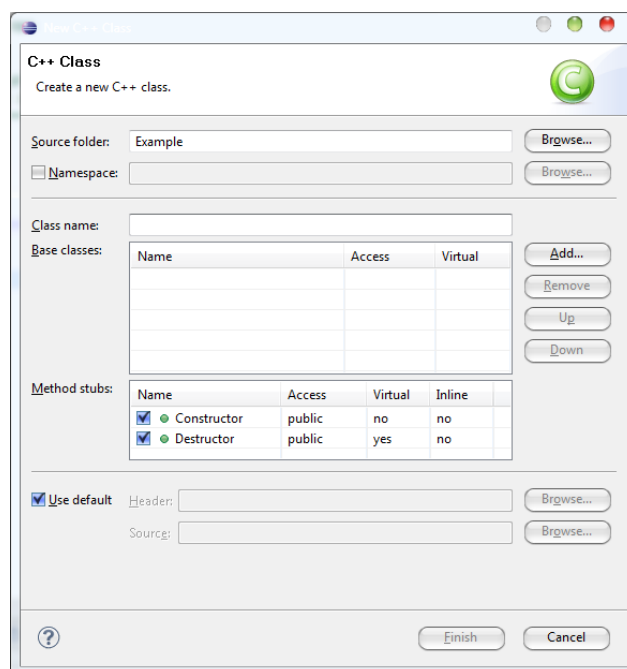 New C++ Class
C++ Class
Create a new C++ class.
Source folder: Example Browse...
Namespace: Browse...
Class name:
Base classes: Name Access Virtual Add...
Remove
Up
Down
Method stubs: Name Access Virtual Inline
Constructor public no no
Destructor public yes no
Use default Header: Browse...
Source: Browse...
? Finish Cancel